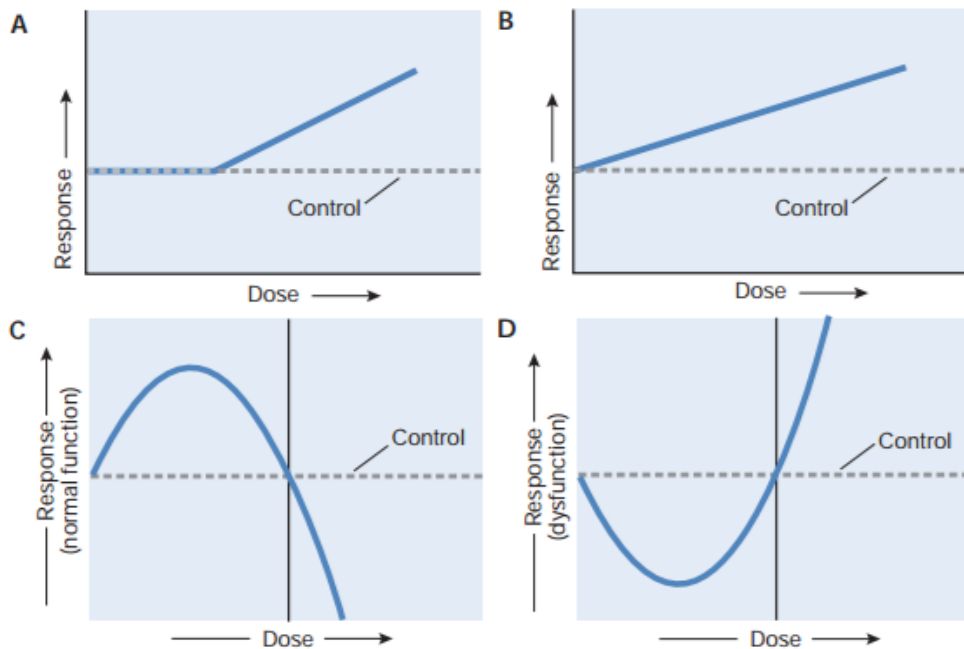 A
Response
Control
Dose
B
Response
Control
Dose
C
Response
(normal function)
Control
Dose
D
Response
(dysfunction)
Control
Dose